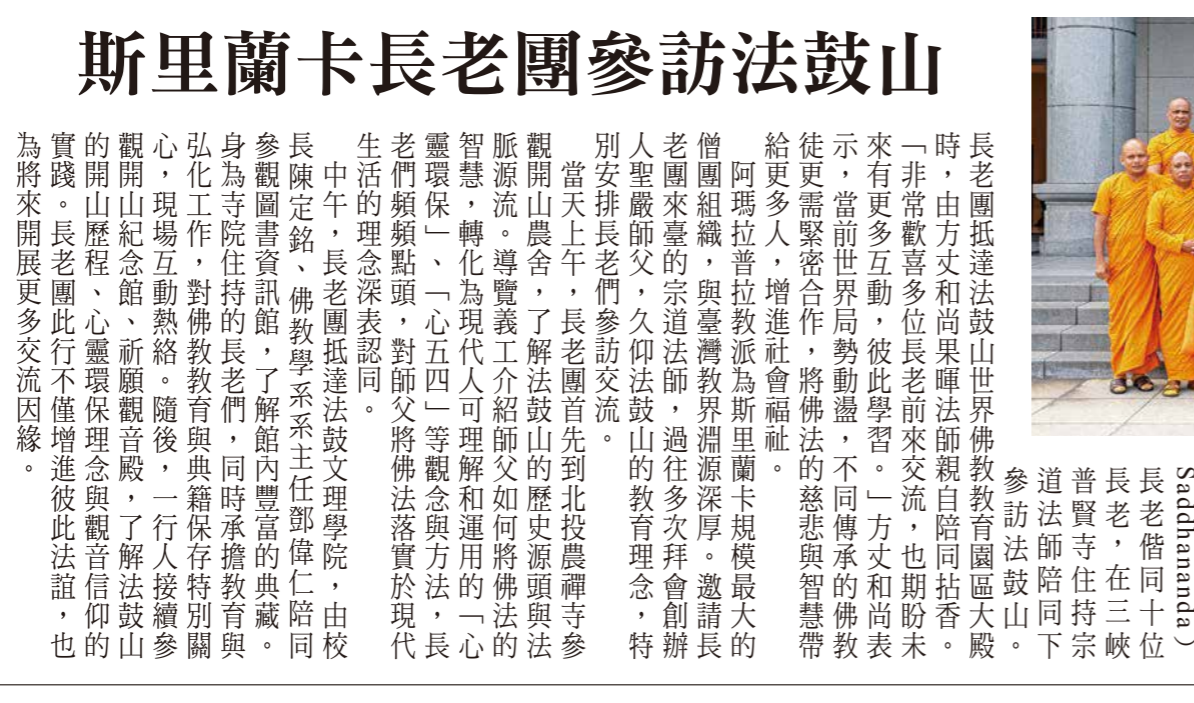 斯里蘭卡長老團參訪法鼓山
Saddhananda）
長老偕同十位
長老，在三峽
普賢寺住持宗
道法師陪同下
參訪法鼓山。
長老團抵達法鼓山世界佛教教育園區大殿
時，由方丈和尚果暉法師親自陪同拈香。
「非常歡喜多位長老前來交流，也期盼未
來有更多互動，彼此學習。」方丈和尚表
示，當前世界局勢動盪，不同傳承的佛教
徒更需緊密合作，將佛法的慈悲與智慧帶
給更多人，增進社會福祉。
阿瑪拉普拉教派為斯里蘭卡規模最大的
僧團組織，與臺灣教界淵源深厚。邀請長
老團來臺的宗道法師，過往多次拜會創辦
人聖嚴師父，久仰法鼓山的教育理念，特
別安排長老們參訪交流。
當天上午，長老團首先到北投農禪寺參
觀開山農舍，了解法鼓山的歷史源頭與法
脈源流。導覽義工介紹師父如何將佛法的
智慧，轉化為現代人可理解和運用的「心
靈環保」、「心五四」等觀念與方法，長
老們頻頻點頭，對師父將佛法落實於現代
生活的理念深表認同。
中午，長老團抵達法鼓文理學院，由校
長陳定銘、佛教學系系主任鄧偉仁陪同
參觀圖書資訊館，了解館內豐富的典藏。
身為寺院住持的長老們，同時承擔教育與
弘化工作，對佛教教育與典籍保存特別關
心，現場互動熱絡。隨後，一行人接續參
觀開山紀念館、祈願觀音殿，了解法鼓山
的開山歷程、心靈環保理念與觀音信仰的
實踐。長老團此行不僅增進彼此法誼，也
為將來開展更多交流因緣。